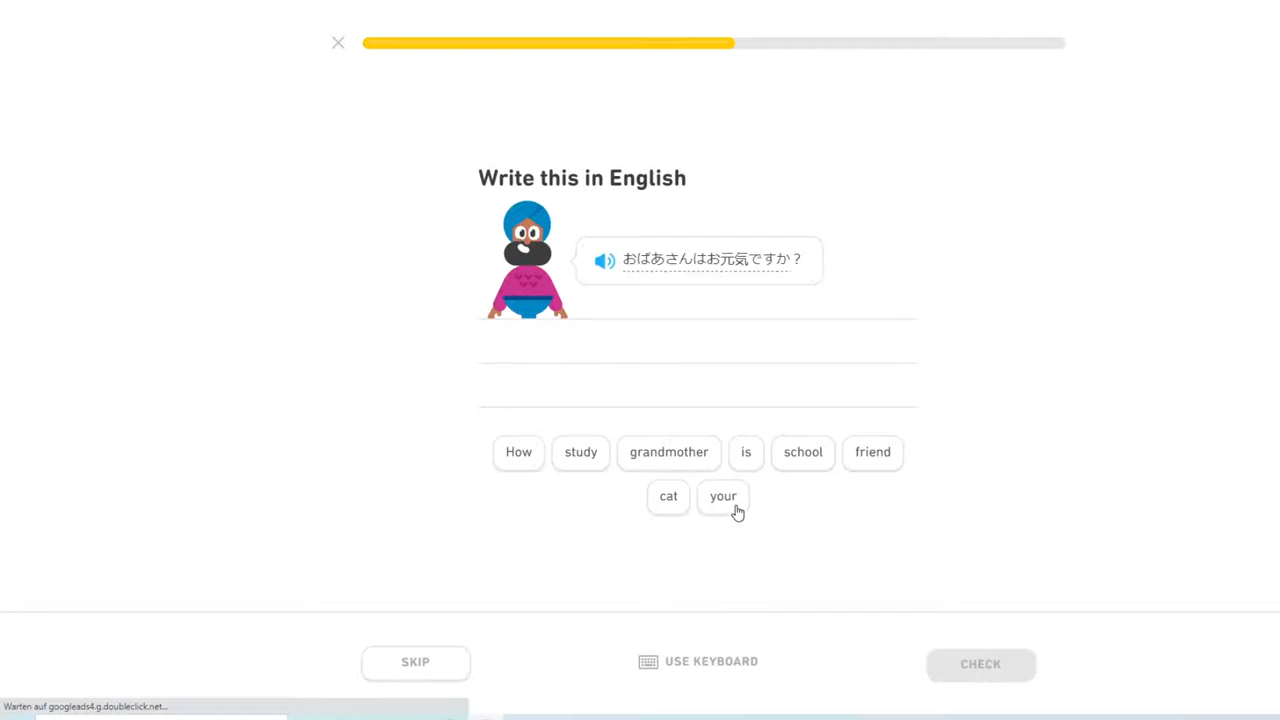 Write this in English
おばあさんはお元気ですか？
How study grandmother is school friend
cat your
SKIP USE KEYBOARD CHECK
Warten auf googleads4.g.doubleclick.net...